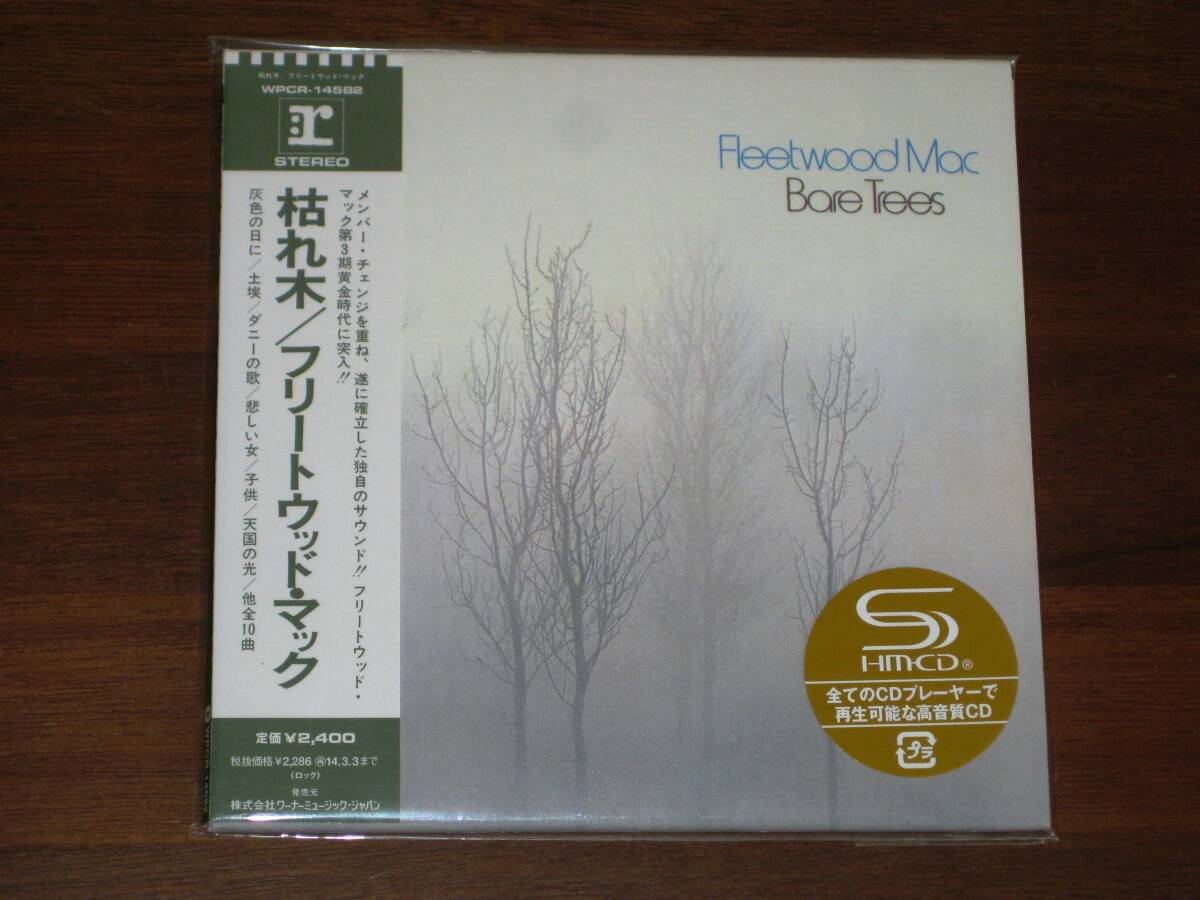 枯れ木/フリートウッド・マック
WPCR-14582
r
STEREO
メンバー・チェンジを重ね、遂に確立した独自のサウンド!! フリートウッド・
マック第3期黄金時代に突入!!
枯れ木/フリートウッド・マック
灰色の日に/土埃/ダニーの歌/悲しい女/子供/天国の光/他全10曲
定価¥2,400
税抜価格¥2,286 再14.3.3まで
(ロック)
発売元
株式会社ワーナーミュージック・ジャパン
Fleetwood Mac
Bare Trees
SHM-CD®
全てのCDプレーヤーで
再生可能な高音質CD
プラ